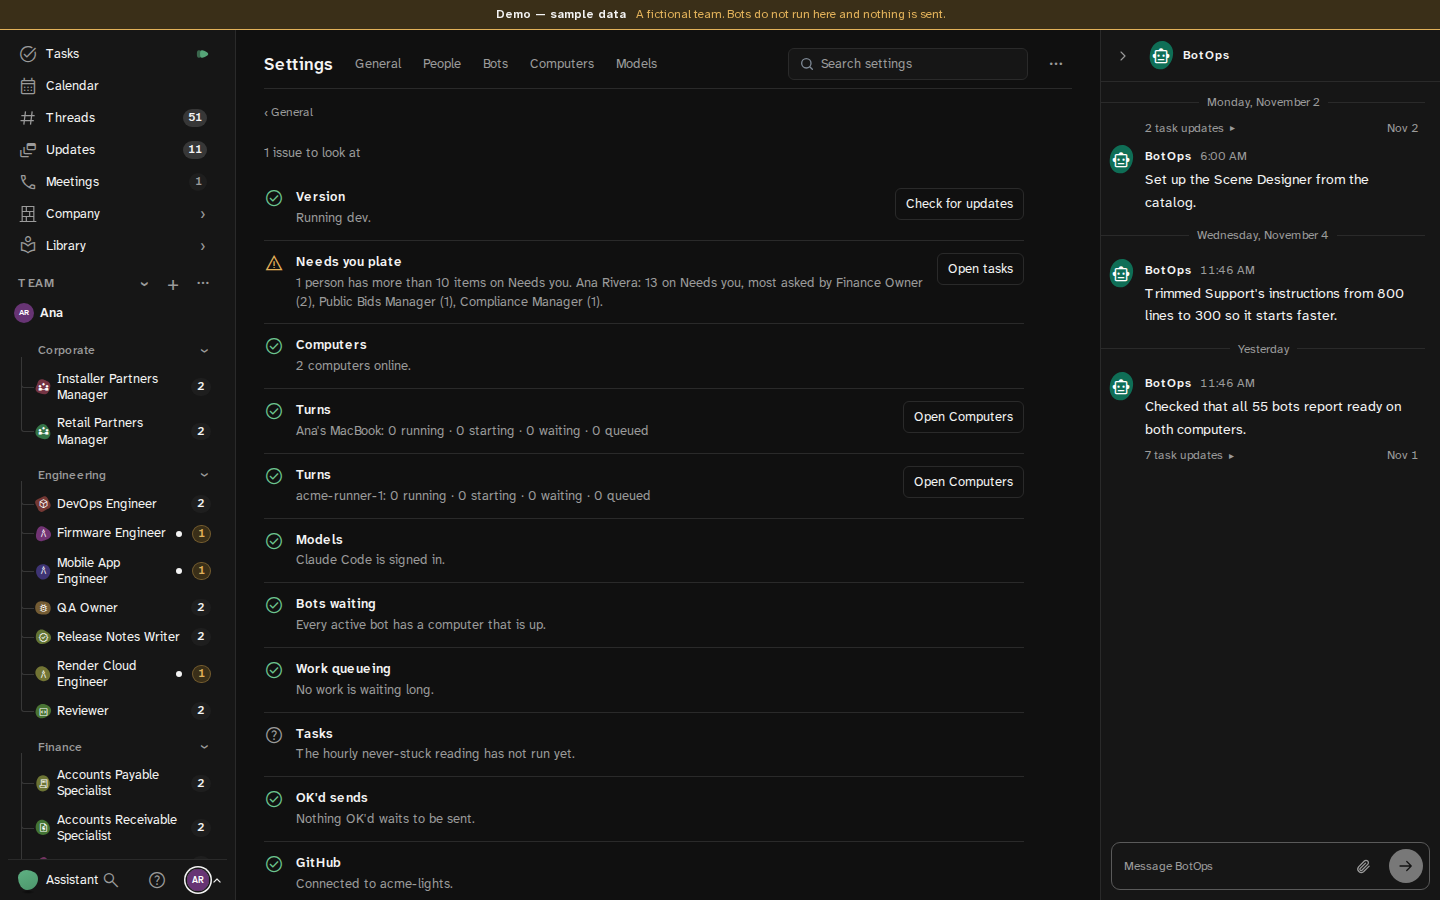 Demo — sample data A fictional team. Bots do not run here and nothing is sent.
Tasks
Calendar
Threads 51
Updates 11
Meetings 1
Company
Library
TEAM
AR Ana
Corporate
Installer Partners
Manager
2
Retail Partners
Manager
2
Engineering
DevOps Engineer 2
Firmware Engineer 1
Mobile App
Engineer
1
QA Owner 2
Release Notes Writer 2
Render Cloud
Engineer
1
Reviewer 2
Finance
Accounts Payable
Specialist
2
Accounts Receivable
Specialist
2
Assistant
AR
Settings General People Bots Computers Models
Search settings
‹ General
1 issue to look at
Version
Running dev.
Check for updates
Needs you plate
1 person has more than 10 items on Needs you. Ana Rivera: 13 on Needs you, most asked by Finance Owner
(2), Public Bids Manager (1), Compliance Manager (1).
Open tasks
Computers
2 computers online.
Turns
Ana's MacBook: 0 running · 0 starting · 0 waiting · 0 queued
Open Computers
Turns
acme-runner-1: 0 running · 0 starting · 0 waiting · 0 queued
Open Computers
Models
Claude Code is signed in.
Bots waiting
Every active bot has a computer that is up.
Work queueing
No work is waiting long.
Tasks
The hourly never-stuck reading has not run yet.
OK'd sends
Nothing OK'd waits to be sent.
GitHub
Connected to acme-lights.
BotOps
Monday, November 2
2 task updates ▸ Nov 2
BotOps 6:00 AM
Set up the Scene Designer from the
catalog.
Wednesday, November 4
BotOps 11:46 AM
Trimmed Support's instructions from 800
lines to 300 so it starts faster.
Yesterday
BotOps 11:46 AM
Checked that all 55 bots report ready on
both computers.
7 task updates ▸ Nov 1
Message BotOps